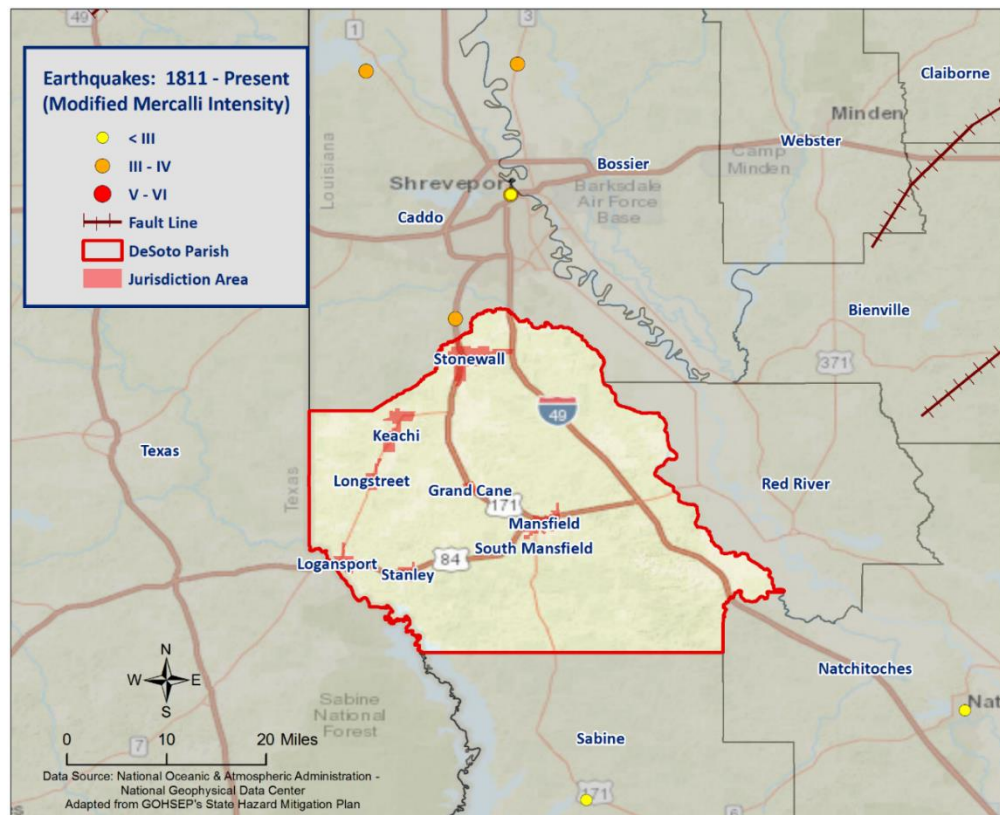 49
1
3
Earthquakes: 1811 - Present
(Modified Mercalli Intensity)
< III
III - IV
V - VI
Fault Line
DeSoto Parish
Jurisdiction Area
Claiborne
Minden
Webster
Camp
Minden
Bossier
Louisiana
Shreveport
Barksdale
Air Force
Base
Caddo
Bienville
371
Stonewall
49
Keachi
Texas
Texas
Longstreet
Grand Cane
171
Red River
Mansfield
South Mansfield
Logansport
84
Stanley
N
W E
S
Natchitoches
Nat
Sabine
National
Forest
Sabine
7
0 10 20 Miles
171
6
Data Source: National Oceanic & Atmospheric Administration -
National Geophysical Data Center
Adapted from GOHSEP's State Hazard Mitigation Plan